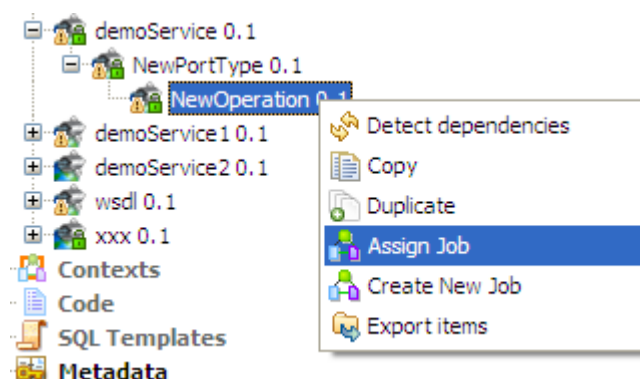 demoService 0.1
NewPortType 0.1
NewOperation 0.1
demoService1 0.1
demoService2 0.1
wsdl 0.1
xxx 0.1
Contexts
Code
SQL Templates
Metadata
Detect dependencies
Copy
Duplicate
Assign Job
Create New Job
Export items